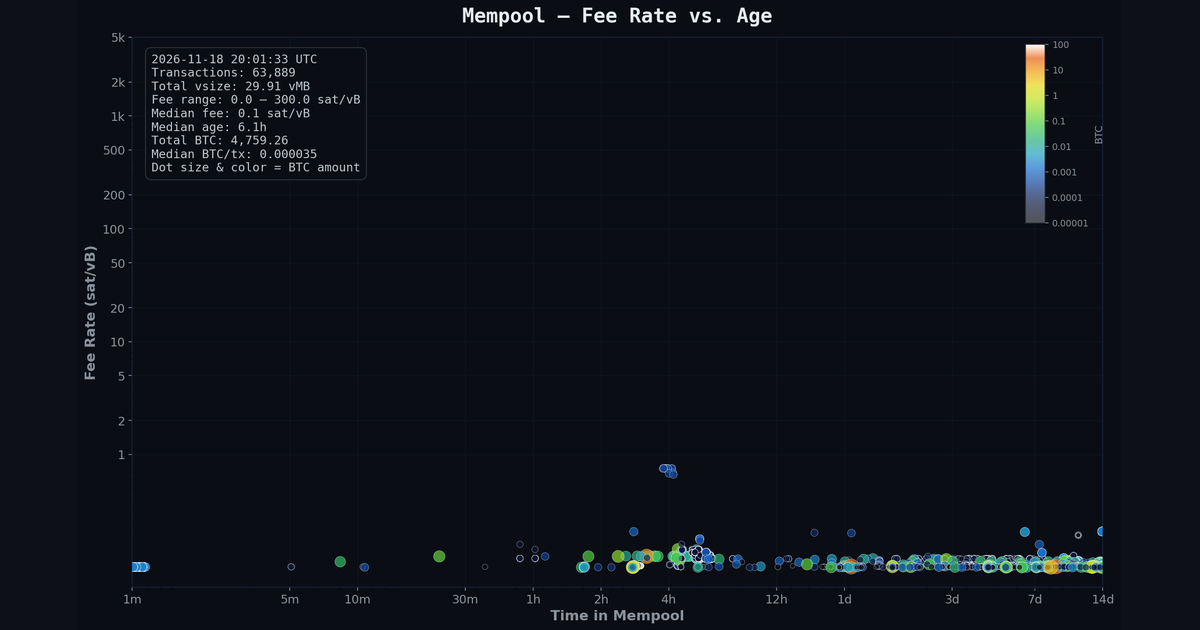 Mempool — Fee Rate vs. Age
2026-11-18 20:01:33 UTC
Transactions: 63,889
Total vsize: 29.91 vMB
Fee range: 0.0 – 300.0 sat/vB
Median fee: 0.1 sat/vB
Median age: 6.1h
Total BTC: 4,759.26
Median BTC/tx: 0.000035
Dot size & color = BTC amount
100
10
1
0.1
0.01
0.001
0.0001
0.00001
BTC
Fee Rate (sat/vB)
5k
2k
1k
500
200
100
50
20
10
5
2
1
1m
5m
10m
30m
1h
2h
4h
12h
1d
3d
7d
14d
Time in Mempool